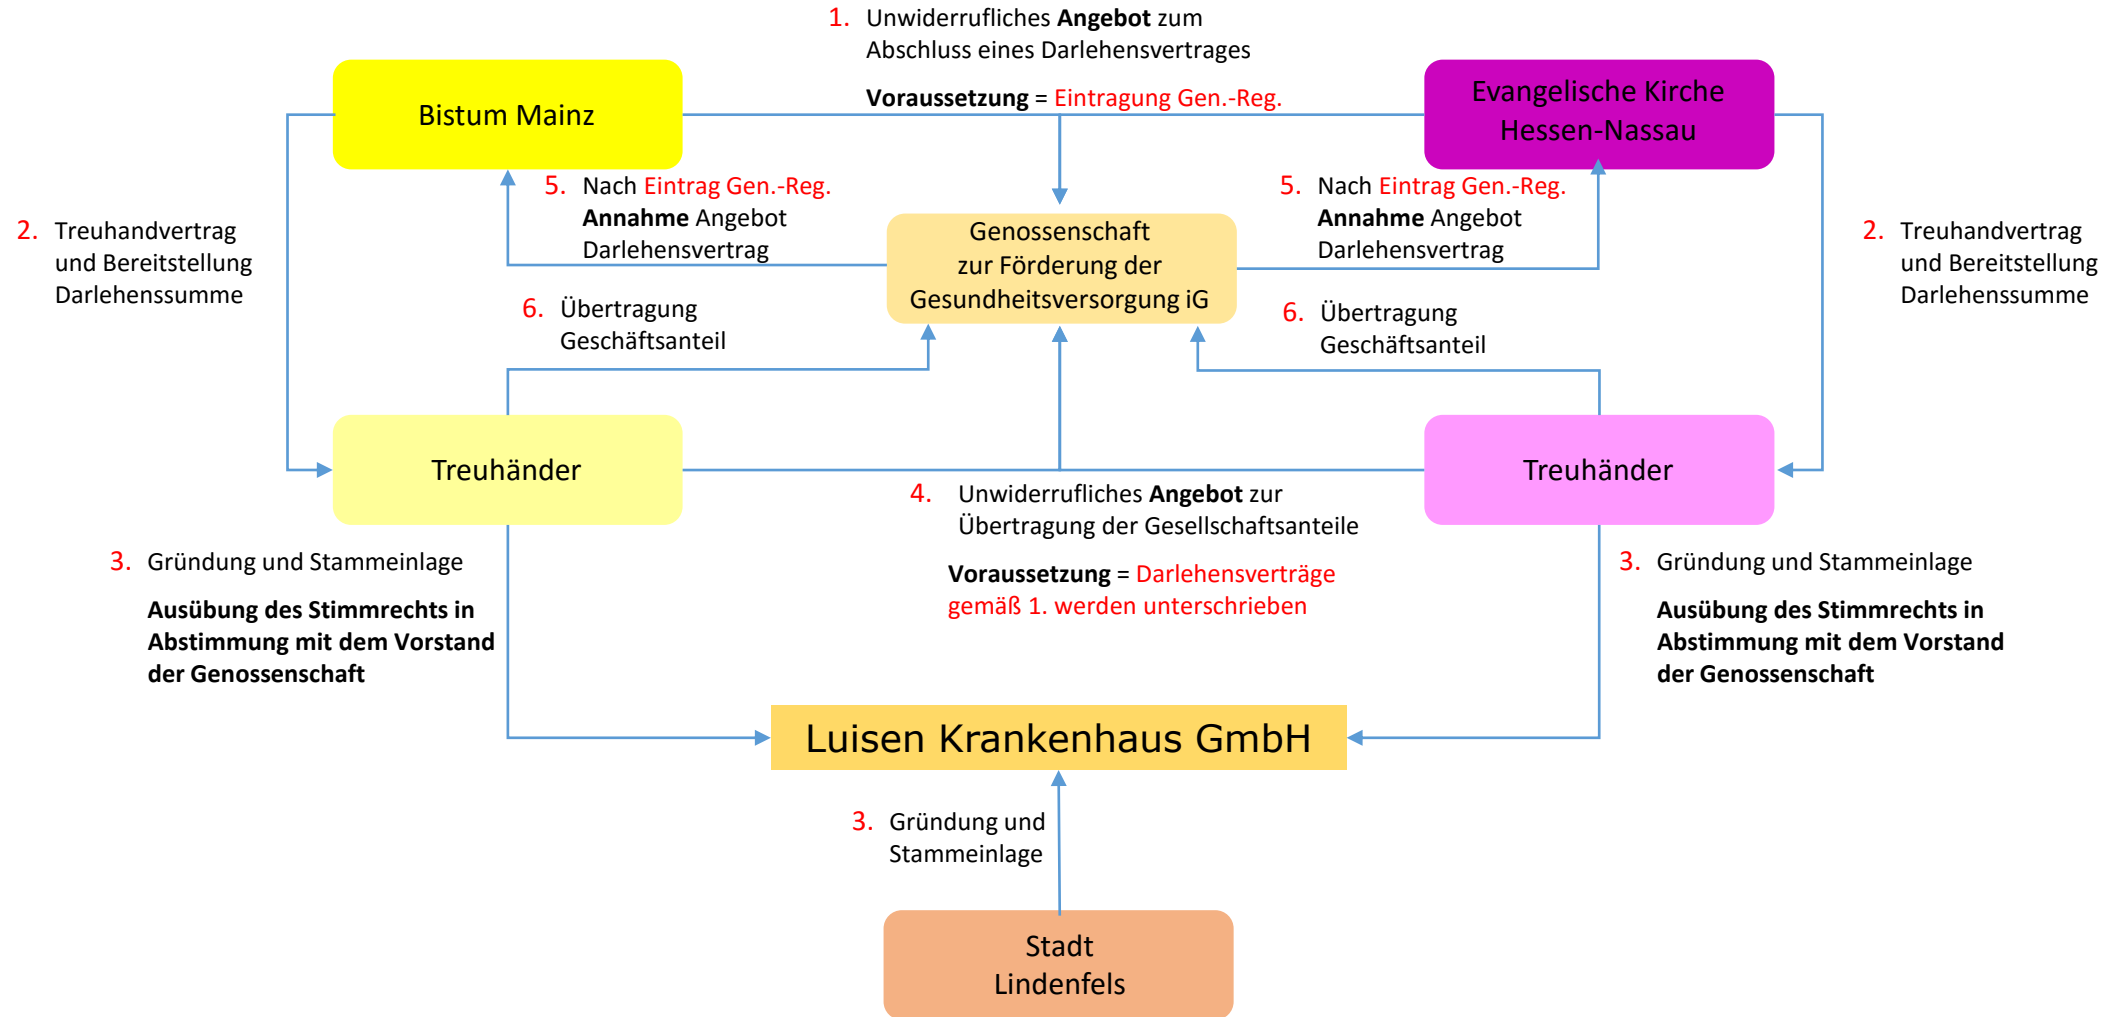 1. Unwiderrufliches Angebot zum
Abschluss eines Darlehensvertrages
Voraussetzung = Eintragung Gen.-Reg.
Bistum Mainz
Evangelische Kirche
Hessen-Nassau
5. Nach Eintrag Gen.-Reg.
Annahme Angebot
Darlehensvertrag
5. Nach Eintrag Gen.-Reg.
Annahme Angebot
Darlehensvertrag
2. Treuhandvertrag
und Bereitstellung
Darlehenssumme
Genossenschaft
zur Förderung der
Gesundheitsversorgung iG
2. Treuhandvertrag
und Bereitstellung
Darlehenssumme
6. Übertragung
Geschäftsanteil
6. Übertragung
Geschäftsanteil
Treuhänder
Treuhänder
4. Unwiderrufliches Angebot zur
Übertragung der Gesellschaftsanteile
Voraussetzung = Darlehensverträge
gemäß 1. werden unterschrieben
3. Gründung und Stammeinlage
Ausübung des Stimmrechts in
Abstimmung mit dem Vorstand
der Genossenschaft
3. Gründung und Stammeinlage
Ausübung des Stimmrechts in
Abstimmung mit dem Vorstand
der Genossenschaft
Luisen Krankenhaus GmbH
3. Gründung und
Stammeinlage
Stadt
Lindenfels